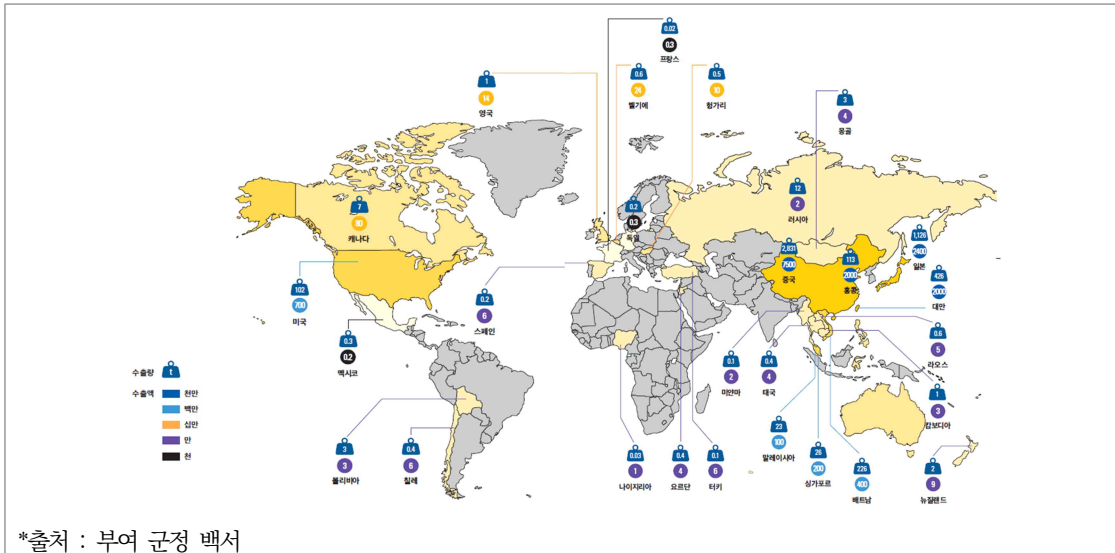 0.02
0.3
프랑스
1
14
영국
0.6
24
벨기에
0.5
10
헝가리
3
4
몽골
12
2
러시아
7
90
캐나다
0.2
0.3
독일
2,831
7500
중국
113
2000
홍콩
1,126
2400
일본
426
2000
대만
102
700
미국
0.2
6
스페인
0.3
0.2
멕시코
0.6
5
라오스
0.1
2
미얀마
0.4
4
태국
1
3
캄보디아
수출량 t
수출액 천만
백만
십만
만
천
3
3
볼리비아
0.4
6
칠레
0.03
1
나이지리아
0.4
4
요르단
0.1
6
터키
23
100
말레이시아
26
200
싱가포르
226
400
베트남
2
9
뉴질랜드
*출처 : 부여 군정 백서